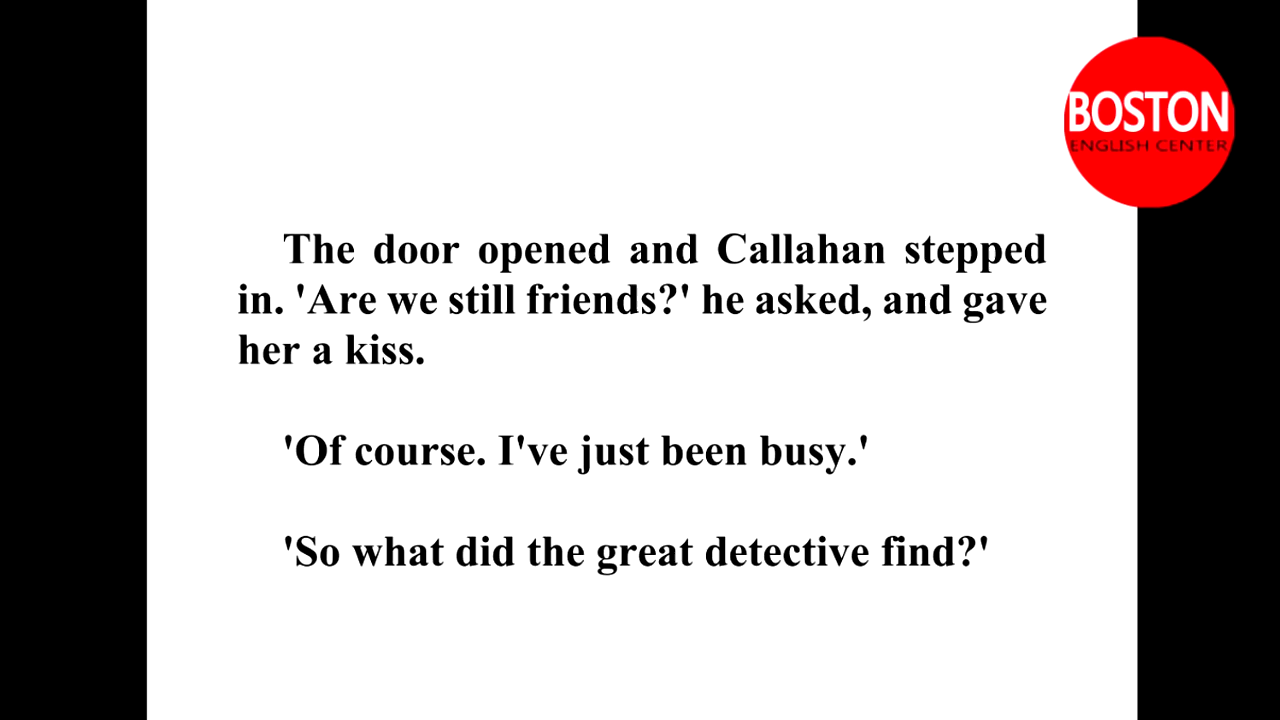 BOSTON
ENGLISH CENTER
The door opened and Callahan stepped
in. 'Are we still friends?' he asked, and gave
her a kiss.
'Of course. I've just been busy.'
'So what did the great detective find?'